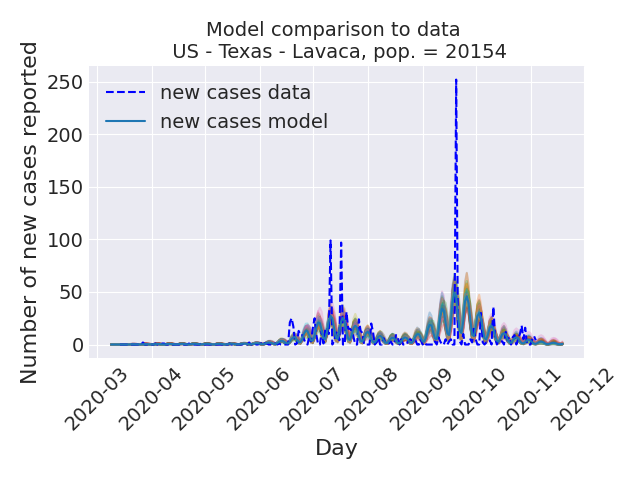 Model comparison to data
US - Texas - Lavaca, pop. = 20154
Number of new cases reported
250
200
150
100
50
0
new cases data
new cases model
2020-03
2020-04
2020-05
2020-06
2020-07
2020-08
2020-09
2020-10
2020-11
2020-12
Day